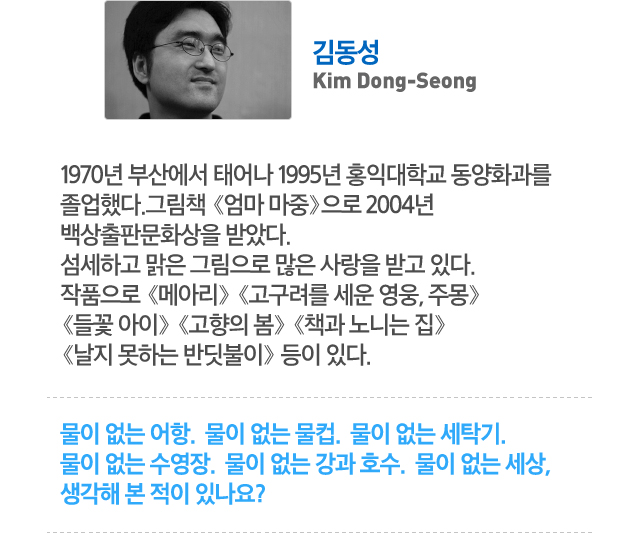 김동성
Kim Dong-Seong
1970년 부산에서 태어나 1995년 홍익대학교 동양화과를
졸업했다.그림책 《엄마 마중》으로 2004년
백상출판문화상을 받았다.
섬세하고 맑은 그림으로 많은 사랑을 받고 있다.
작품으로 《메아리》 《고구려를 세운 영웅, 주몽》
《들꽃 아이》 《고향의 봄》 《책과 노니는 집》
《날지 못하는 반딧불이》 등이 있다.
물이 없는 어항. 물이 없는 물컵. 물이 없는 세탁기.
물이 없는 수영장. 물이 없는 강과 호수. 물이 없는 세상,
생각해 본 적이 있나요?